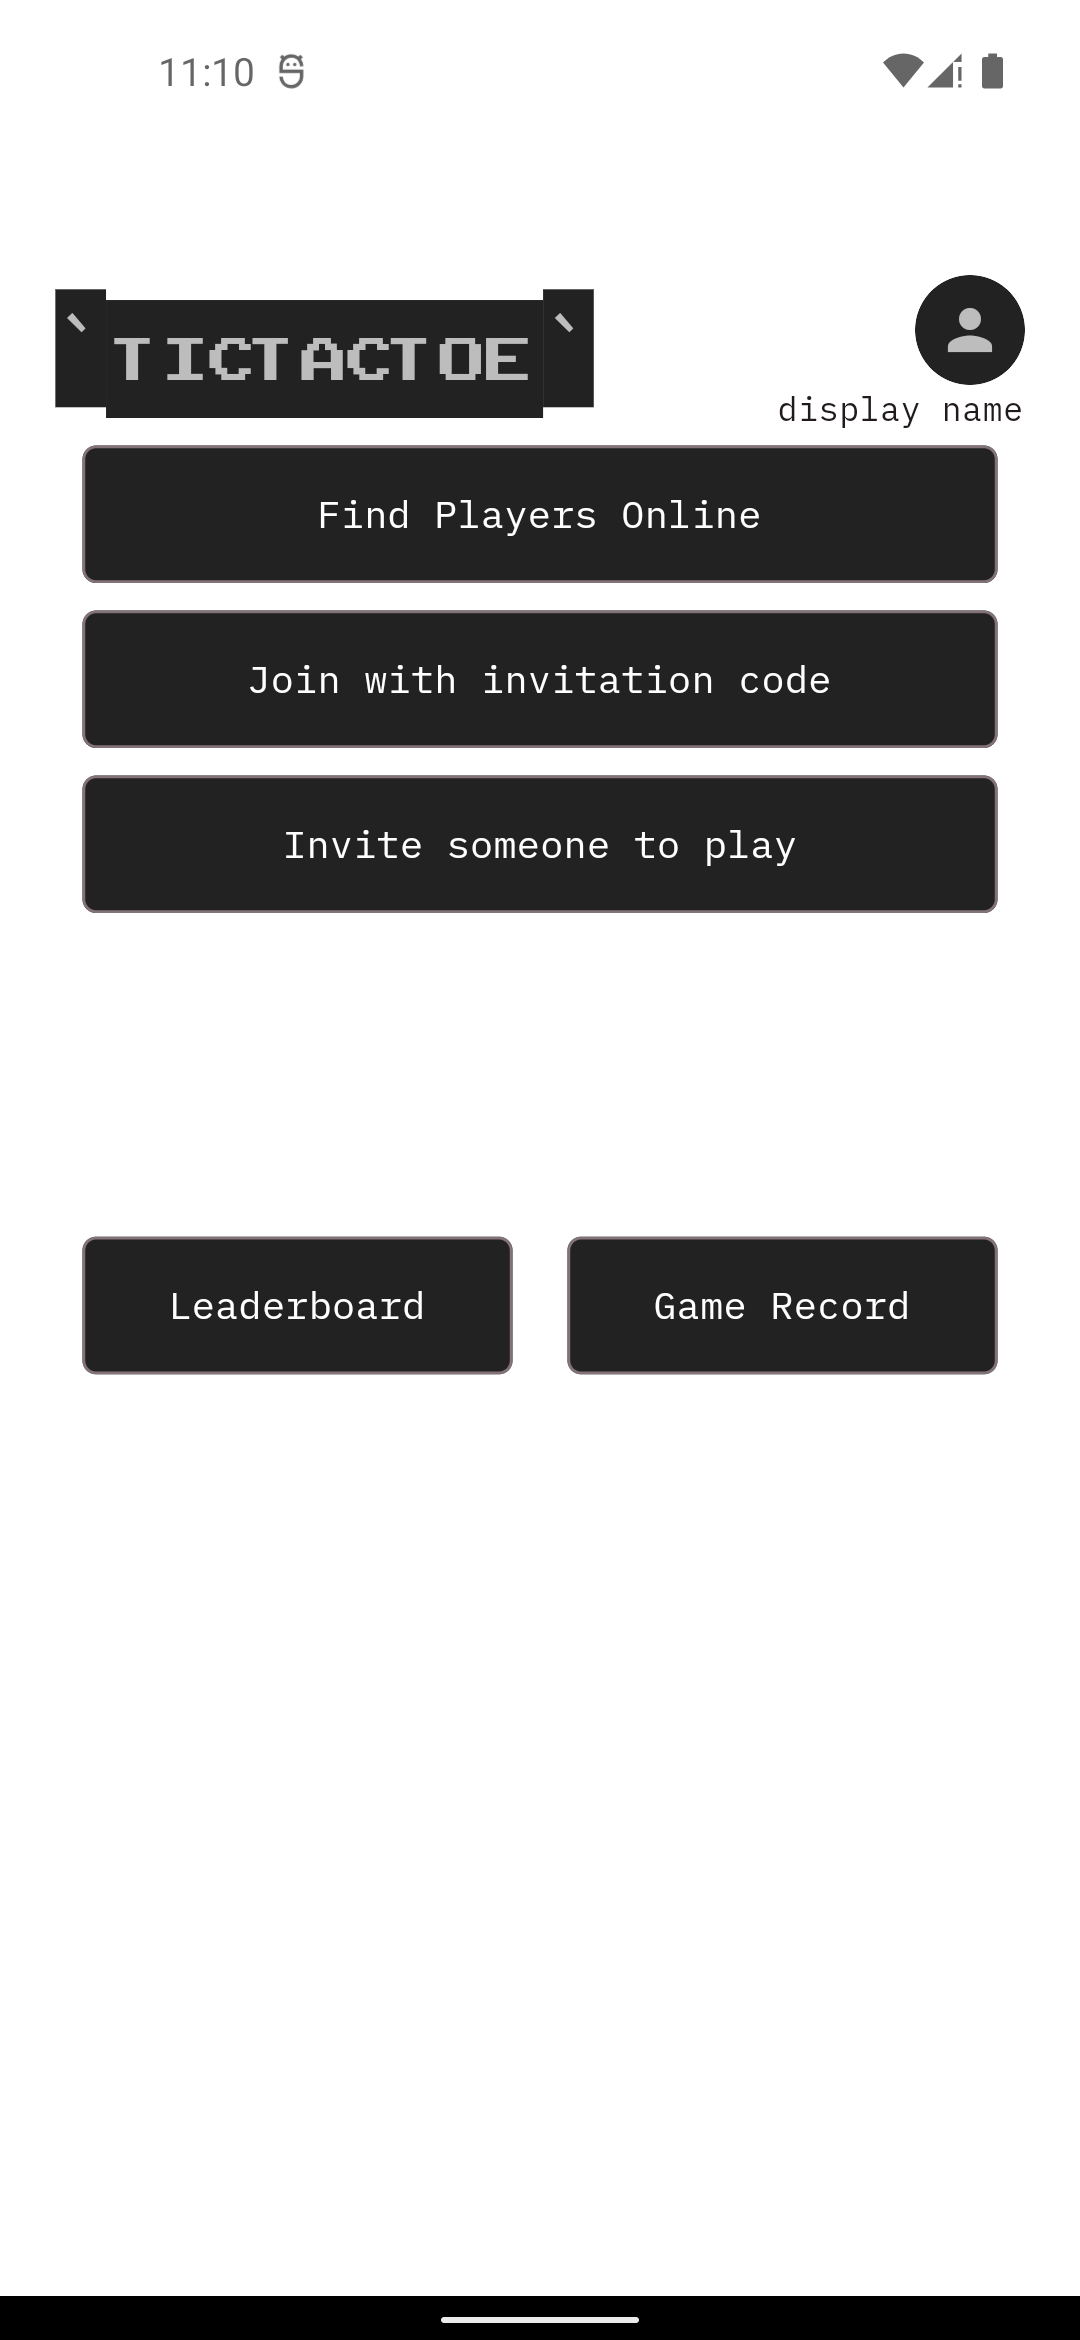 11:10
`TICTACTOE`
display name
Find Players Online
Join with invitation code
Invite someone to play
Leaderboard
Game Record